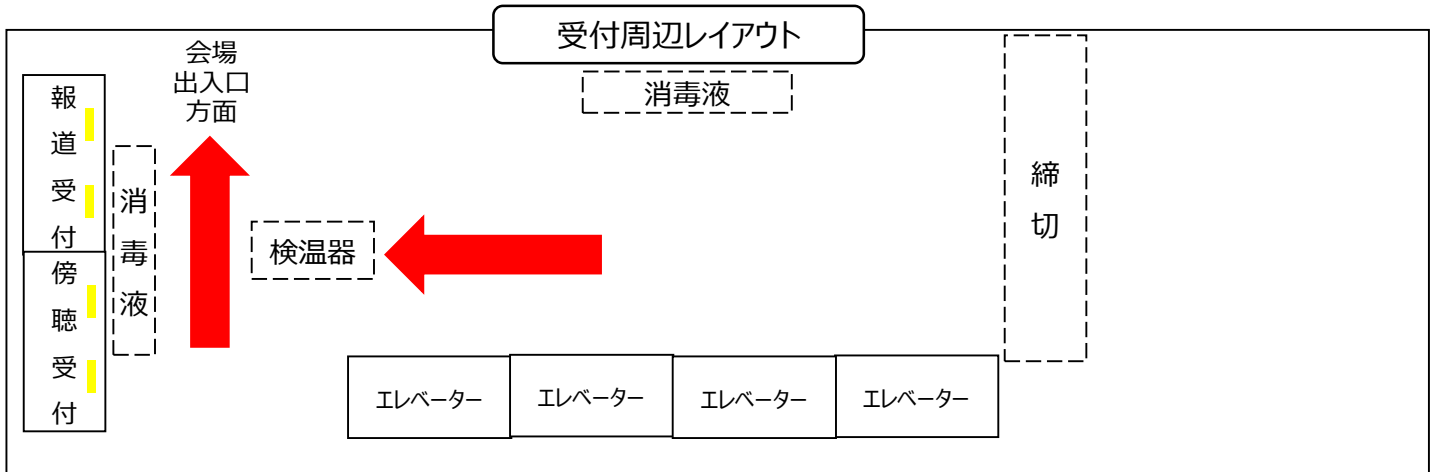 受付周辺レイアウト
会場
出入口
方面
消毒液
報道受付
消毒液
締切
検温器
傍聴受付
エレベーター
エレベーター
エレベーター
エレベーター